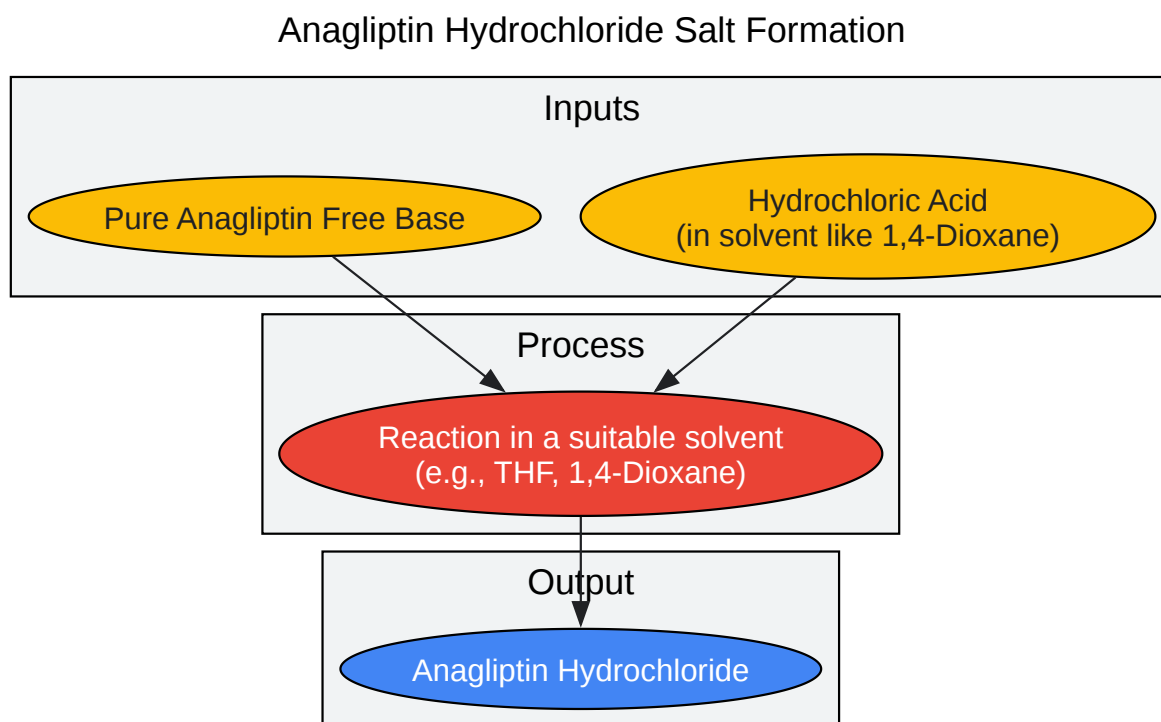 Anagliptin Hydrochloride Salt Formation
Inputs
Pure Anagliptin Free Base
Hydrochloric Acid
(in solvent like 1,4-Dioxane)
Process
Reaction in a suitable solvent
(e.g., THF, 1,4-Dioxane)
Output
Anagliptin Hydrochloride